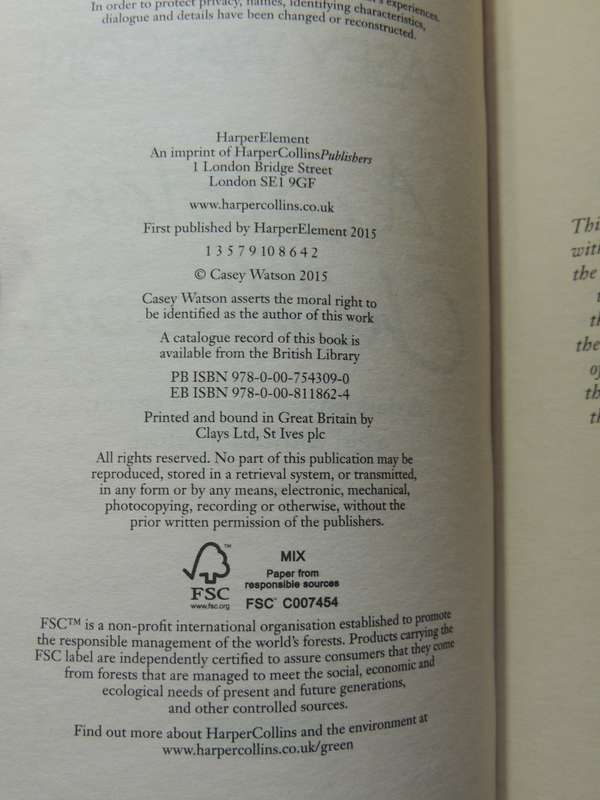 In order to protect privacy, names, identifying characteristics,
dialogue and details have been changed or reconstructed.
HarperElement
An imprint of HarperCollinsPublishers
1 London Bridge Street
London SE1 9GF
www.harpercollins.co.uk
First published by HarperElement 2015
1 3 5 7 9 10 8 6 4 2
© Casey Watson 2015
Casey Watson asserts the moral right to
be identified as the author of this work
A catalogue record of this book is
available from the British Library
PB ISBN 978-0-00-754309-0
EB ISBN 978-0-00-811862-4
Printed and bound in Great Britain by
Clays Ltd, St Ives plc
All rights reserved. No part of this publication may be
reproduced, stored in a retrieval system, or transmitted,
in any form or by any means, electronic, mechanical,
photocopying, recording or otherwise, without the
prior written permission of the publishers.
™
FSC
www.fsc.org
MIX
Paper from
responsible sources
FSC® C007454
FSC™ is a non-profit international organisation established to promote
the responsible management of the world's forests. Products carrying the
FSC label are independently certified to assure consumers that they come
from forests that are managed to meet the social, economic and
ecological needs of present and future generations,
and other controlled sources.
Find out more about HarperCollins and the environment at
www.harpercollins.co.uk/green
the
the